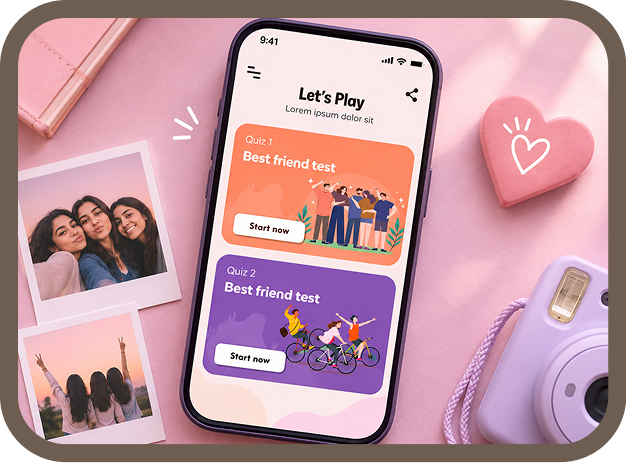 9:41
Let's Play
Lorem ipsum dolor sit
Quiz 1
Best friend test
Start now
Quiz 2
Best friend test
Start now